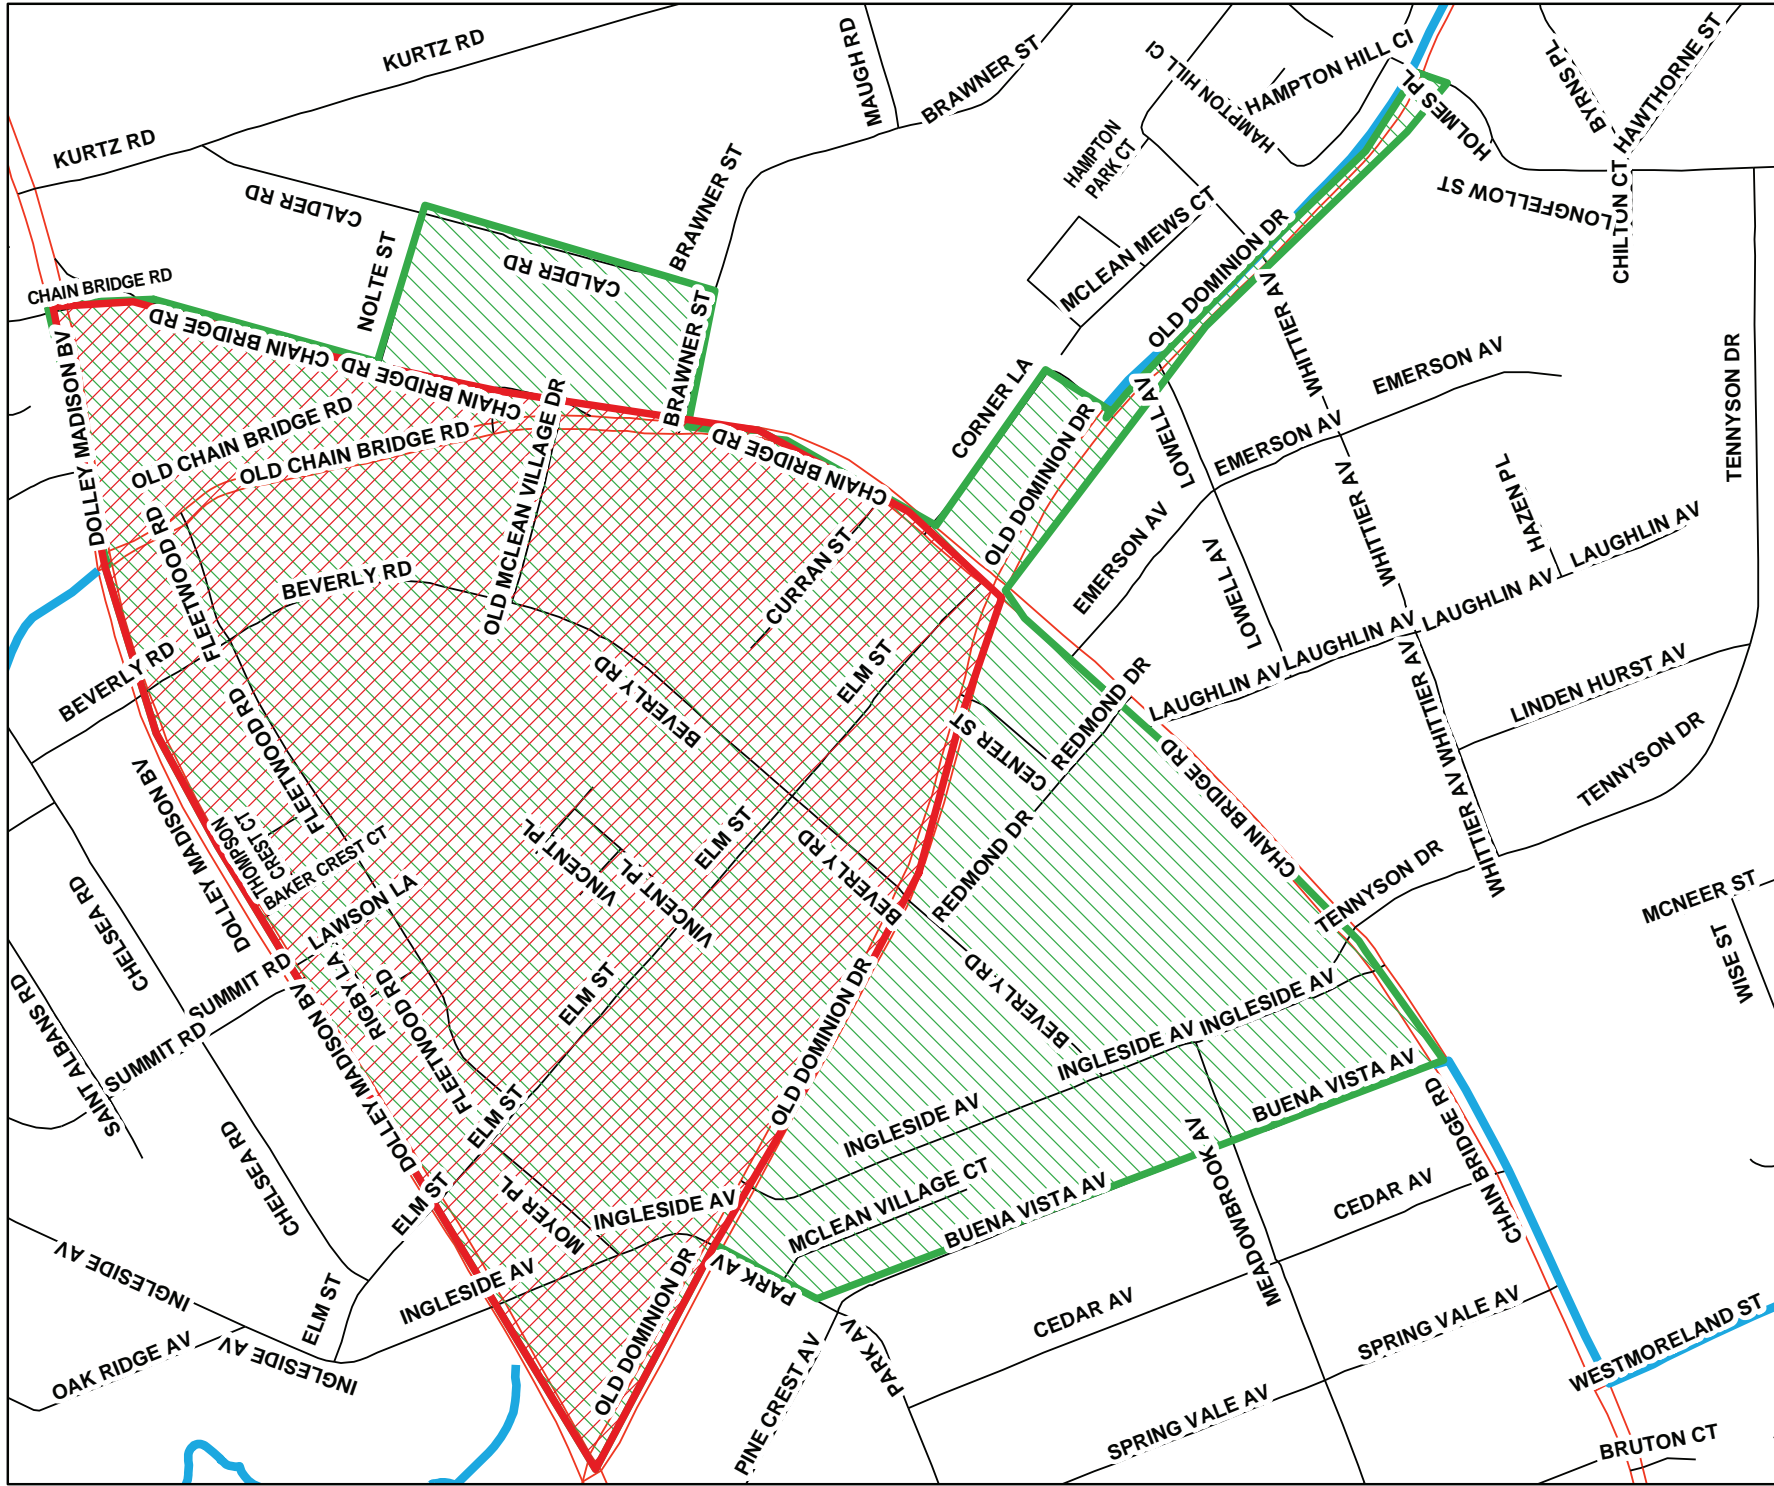 KURTZ RD
KURTZ RD
MAUGH RD
BRAWNER ST
HAMPTON HILL CI
HAMPTON HILL CI
HOLMES PL
BYRNS PL
HAWTHORNE ST
CHILTON CT
LONGFELLOW ST
HAMPTON
PARK CT
CALDER RD
BRAWNER ST
NOLTE ST
CALDER RD
BRAWNER ST
MCLEAN MEWS CT
OLD DOMINION DR
CHAIN BRIDGE RD
CHAIN BRIDGE RD
CHAIN BRIDGE RD
CHAIN BRIDGE RD
DOLLEY MADISON BV
OLD CHAIN BRIDGE RD
OLD CHAIN BRIDGE RD
OLD MCLEAN VILLAGE DR
CORNER LA
OLD DOMINION DR
LOWELL AV
LOWELL AV
WHITTIER AV
EMERSON AV
EMERSON AV
EMERSON AV
TENNYSON DR
WHITTIER AV
HAZEN PL
LAUGHLIN AV
LAUGHLIN AV
LAUGHLIN AV
LAUGHLIN AV
FLEETWOOD RD
BEVERLY RD
BEVERLY RD
CURRAN ST
BEVERLY RD
ELM ST
CENTER ST
REDMOND DR
CHAIN BRIDGE RD
WHITTIER AV
WHITTIER AV
LINDEN HURST AV
TENNYSON DR
FLEETWOOD RD
DOLLEY MADISON BV
THOMPSON
CREST CT
BAKER CREST CT
LAWSON LA
VINCENT PL
VINCENT PL
ELM ST
BEVERLY RD
REDMOND DR
TENNYSON DR
MCNEER ST
WISE ST
CHELSEA RD
SAINT ALBANS RD
SUMMIT RD
SUMMIT RD
RIGBY LA
FLEETWOOD RD
DOLLEY MADISON BV
ELM ST
OLD DOMINION DR
BEVERLY RD
INGLESIDE AV
INGLESIDE AV
INGLESIDE AV
BUENA VISTA AV
BUENA VISTA AV
CHAIN BRIDGE RD
MEADOWBROOK AV
MCLEAN VILLAGE CT
CHELSEA RD
ELM ST
ELM ST
MOYER PL
INGLESIDE AV
INGLESIDE AV
PARK AV
OLD DOMINION DR
CEDAR AV
CEDAR AV
INGLESIDE AV
INGLESIDE AV
ELM ST
OAK RIDGE AV
PINE CREST AV
PARK AV
SPRING VALE AV
SPRING VALE AV
WESTMORELAND ST
BRUTON CT